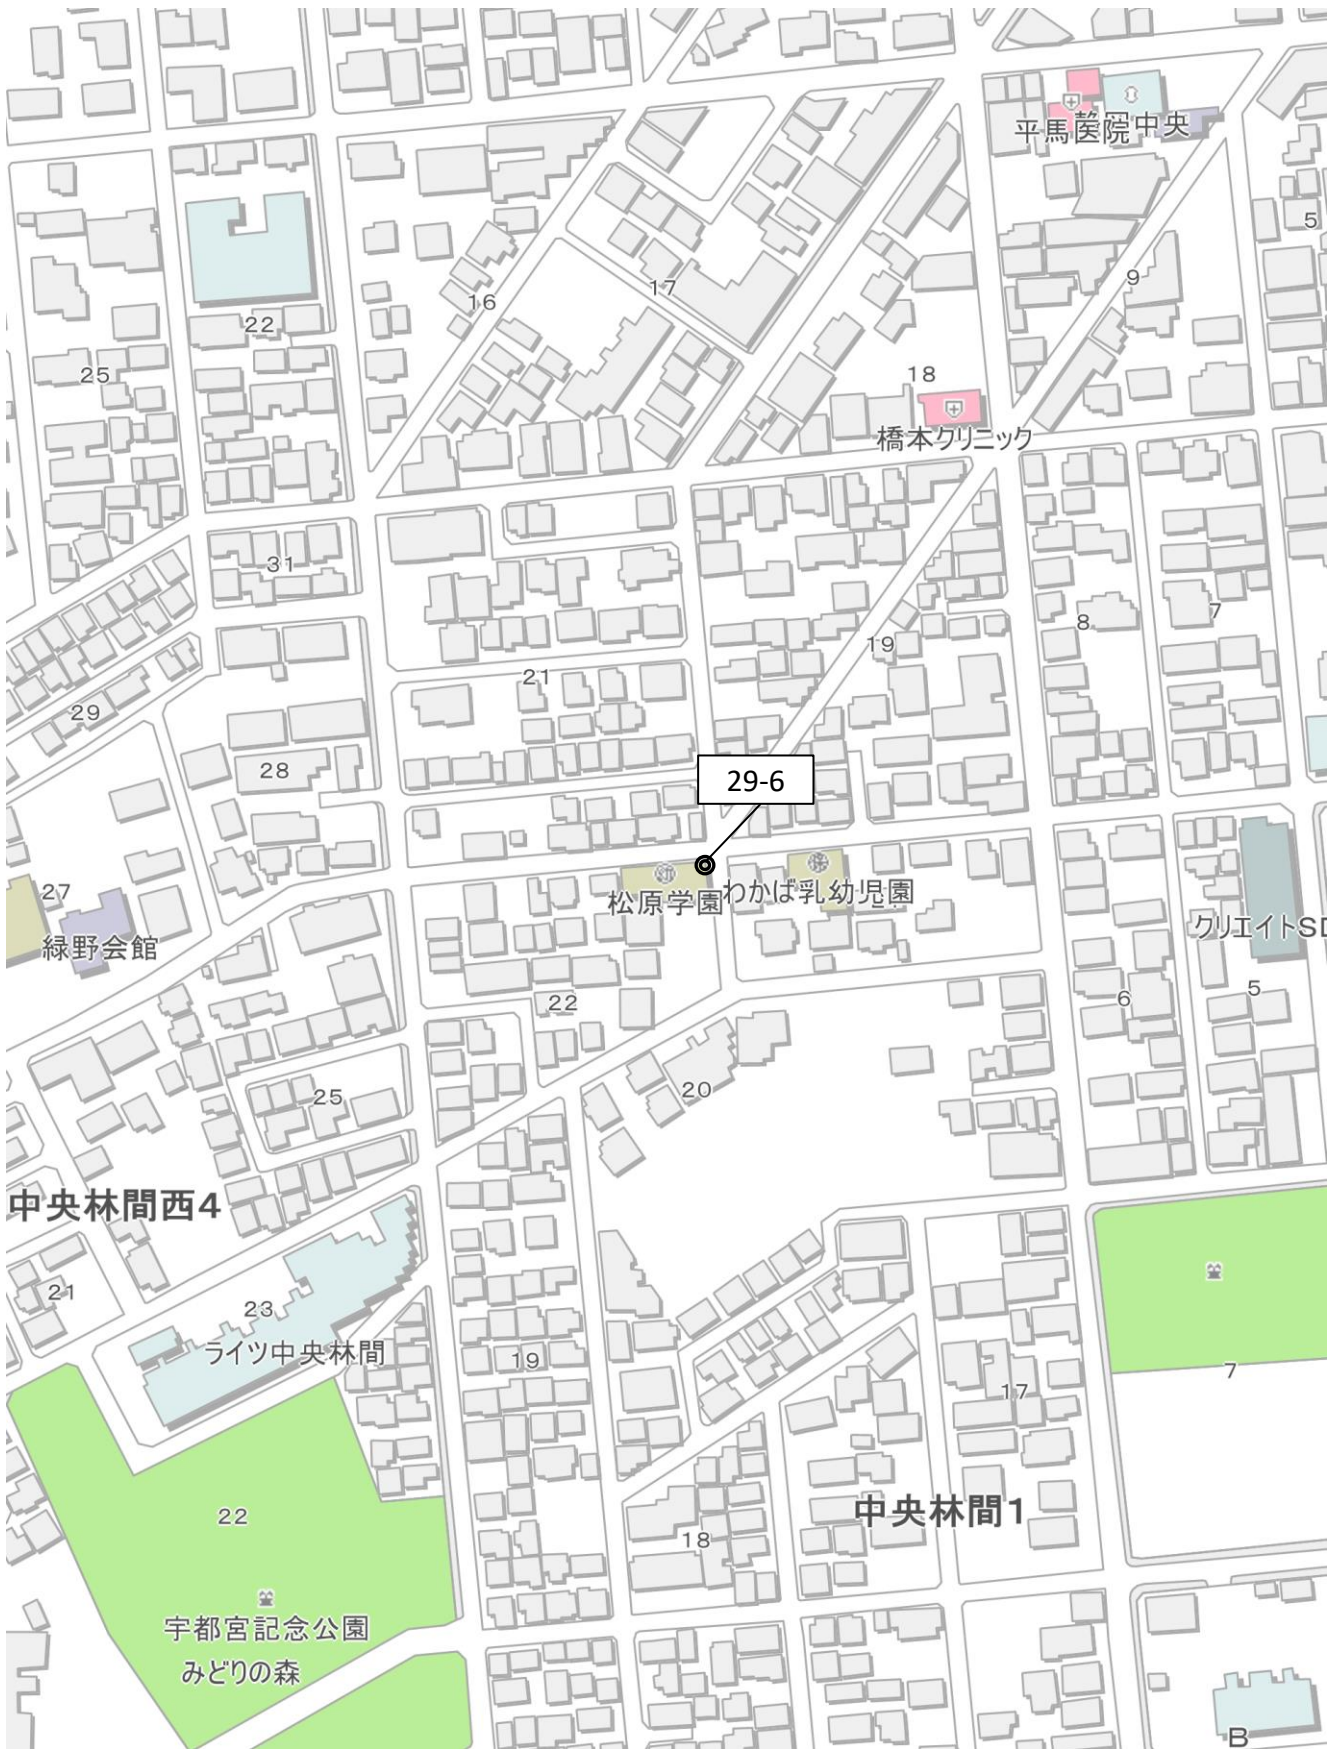 平馬医院
中央
5
9
16
17
22
25
18
橋本クリニック
31
8
7
19
21
29
28
29-6
27
緑野会館
松原学園
わかば乳幼児園
クリエイトSD
22
6
5
20
25
中央林間西4
21
23
ライツ中央林間
19
7
17
22
中央林間1
18
宇都宮記念公園
みどりの森
B